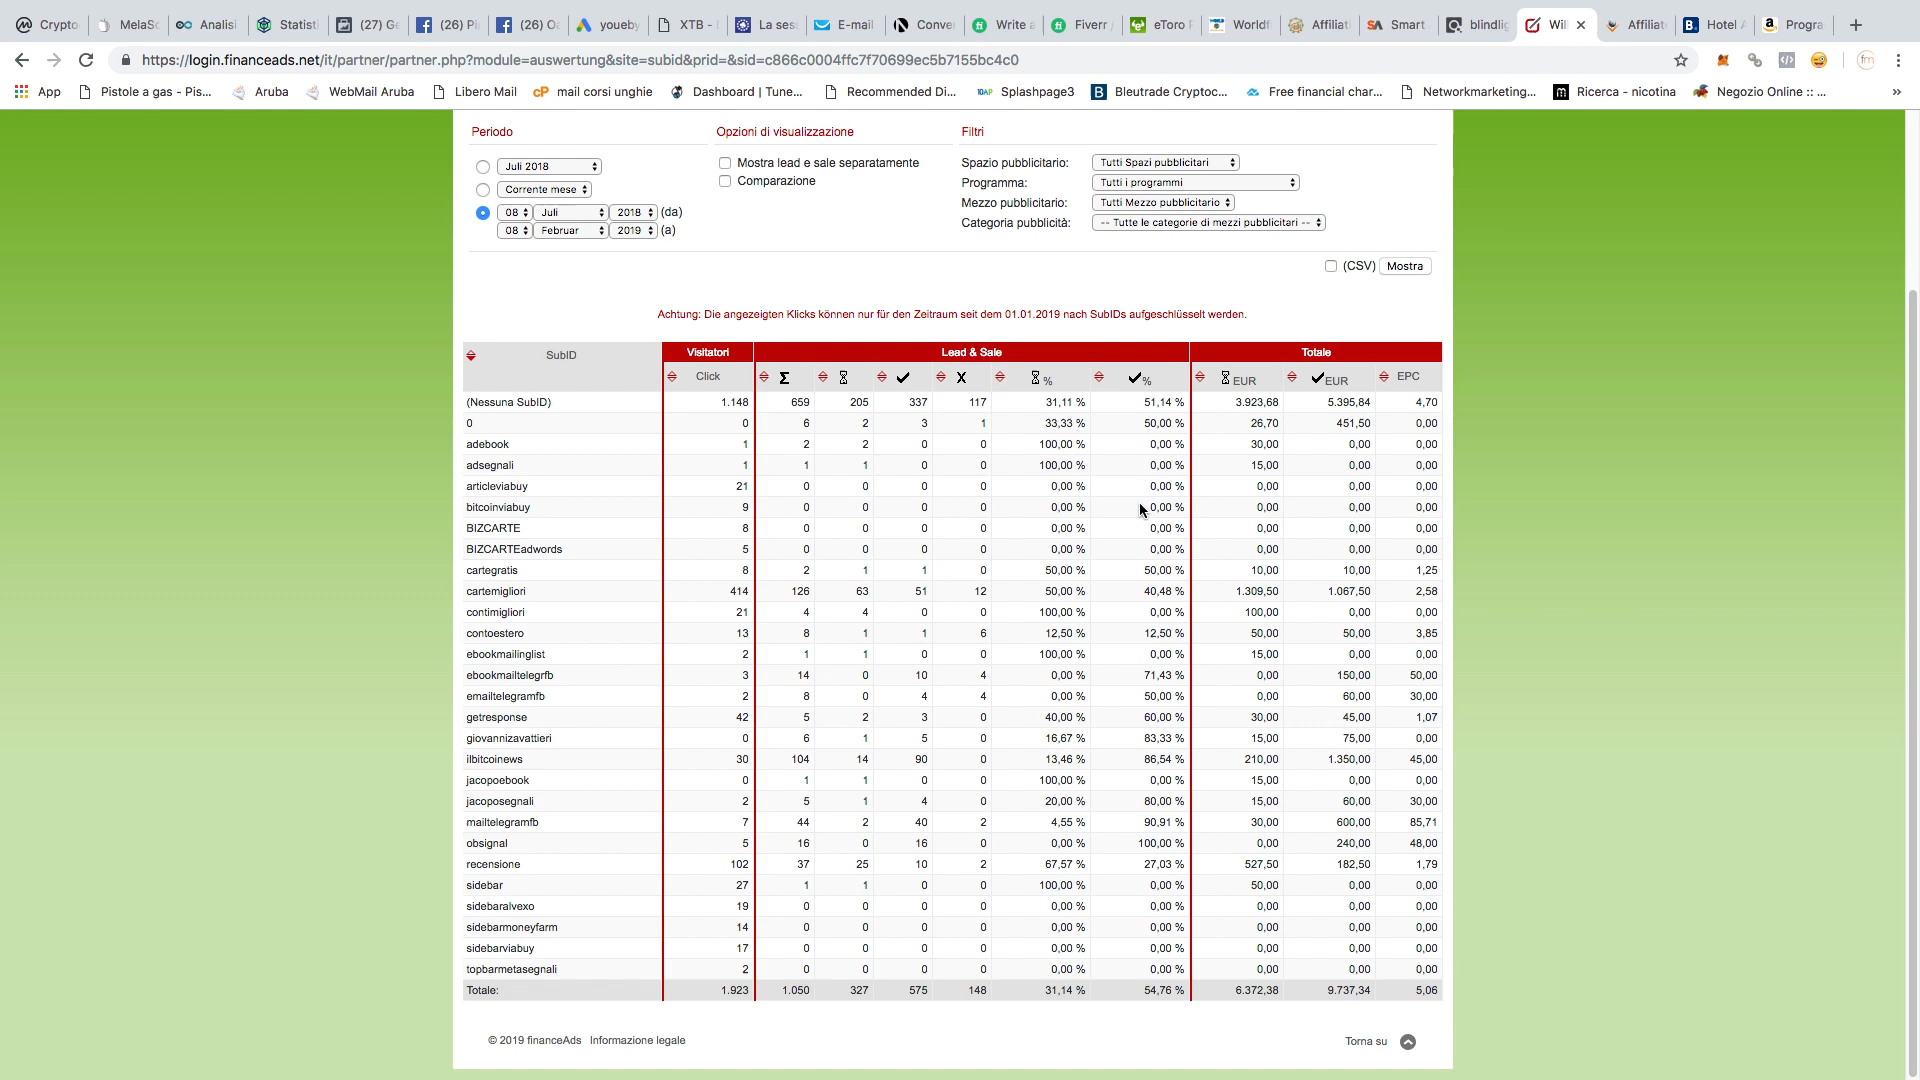 Crypto MelaSc Analisi Statisti (27) Ge (26) Pi (26) Oa youeby XTB - La ses E-mail Conve Write a Fiverr / eToro Worldf Affiliat Smart blindlig Wil Affiliat Hotel A Progra
https://login.financeads.net/it/partner/partner.php?module=auswertung&site=subid&prid=&sid=c866c0004ffc7f70699ec5b7155bc4c0
App Pistole a gas - Pis... Aruba WebMail Aruba Libero Mail mail corsi unghie Dashboard | Tune... Recommended Di... Splashpage3 Bleutrade Cryptoc... Free financial char... Networkmarketing... Ricerca - nicotina Negozio Online :: ... »
Periodo Opzioni di visualizzazione Filtri
Juli 2018 Mostra lead e sale separatamente Spazio pubblicitario: Tutti Spazi pubblicitari
Corrente mese Comparazione Programma: Tutti i programmi
08 Juli 2018 (da) Mezzo pubblicitario: Tutti Mezzo pubblicitario
08 Februar 2019 (a) Categoria pubblicità: -- Tutte le categorie di mezzi pubblicitari --
(CSV) Mostra
Achtung: Die angezeigten Klicks können nur für den Zeitraum seit dem 01.01.2019 nach SubIDs aufgeschlüsselt werden.
SubID Visitatori Lead & Sale Totale
Click Σ ⧖ ✔ X ⧖ % ✔ % ⧖ EUR ✔ EUR EPC
(Nessuna SubID) 1.148 659 205 337 117 31,11 % 51,14 % 3.923,68 5.395,84 4,70
0 0 6 2 3 1 33,33 % 50,00 % 26,70 451,50 0,00
adebook 1 2 2 0 0 100,00 % 0,00 % 30,00 0,00 0,00
adsegnali 1 1 1 0 0 100,00 % 0,00 % 15,00 0,00 0,00
articleviabuy 21 0 0 0 0 0,00 % 0,00 % 0,00 0,00 0,00
bitcoinviabuy 9 0 0 0 0 0,00 % 0,00 % 0,00 0,00 0,00
BIZCARTE 8 0 0 0 0 0,00 % 0,00 % 0,00 0,00 0,00
BIZCARTEadwords 5 0 0 0 0 0,00 % 0,00 % 0,00 0,00 0,00
cartegratis 8 2 1 1 0 50,00 % 50,00 % 10,00 10,00 1,25
cartemigliori 414 126 63 51 12 50,00 % 40,48 % 1.309,50 1.067,50 2,58
contimigliori 21 4 4 0 0 100,00 % 0,00 % 100,00 0,00 0,00
contoestero 13 8 1 1 6 12,50 % 12,50 % 50,00 50,00 3,85
ebookmailinglist 2 1 1 0 0 100,00 % 0,00 % 15,00 0,00 0,00
ebookmailtelegrfb 3 14 0 10 4 0,00 % 71,43 % 0,00 150,00 50,00
emailtelegramfb 2 8 0 4 4 0,00 % 50,00 % 0,00 60,00 30,00
getresponse 42 5 2 3 0 40,00 % 60,00 % 30,00 45,00 1,07
giovannizavattieri 0 6 1 5 0 16,67 % 83,33 % 15,00 75,00 0,00
ilbitcoinews 30 104 14 90 0 13,46 % 86,54 % 210,00 1.350,00 45,00
jacopoebook 0 1 1 0 0 100,00 % 0,00 % 15,00 0,00 0,00
jacoposegnali 2 5 1 4 0 20,00 % 80,00 % 15,00 60,00 30,00
mailtelegramfb 7 44 2 40 2 4,55 % 90,91 % 30,00 600,00 85,71
obsignal 5 16 0 16 0 0,00 % 100,00 % 0,00 240,00 48,00
recensione 102 37 25 10 2 67,57 % 27,03 % 527,50 182,50 1,79
sidebar 27 1 1 0 0 100,00 % 0,00 % 50,00 0,00 0,00
sidebaralvexo 19 0 0 0 0 0,00 % 0,00 % 0,00 0,00 0,00
sidebarmoneyfarm 14 0 0 0 0 0,00 % 0,00 % 0,00 0,00 0,00
sidebarviabuy 17 0 0 0 0 0,00 % 0,00 % 0,00 0,00 0,00
topbarmetasegnali 2 0 0 0 0 0,00 % 0,00 % 0,00 0,00 0,00
Totale: 1.923 1.050 327 575 148 31,14 % 54,76 % 6.372,38 9.737,34 5,06
© 2019 financeAds Informazione legale Torna su